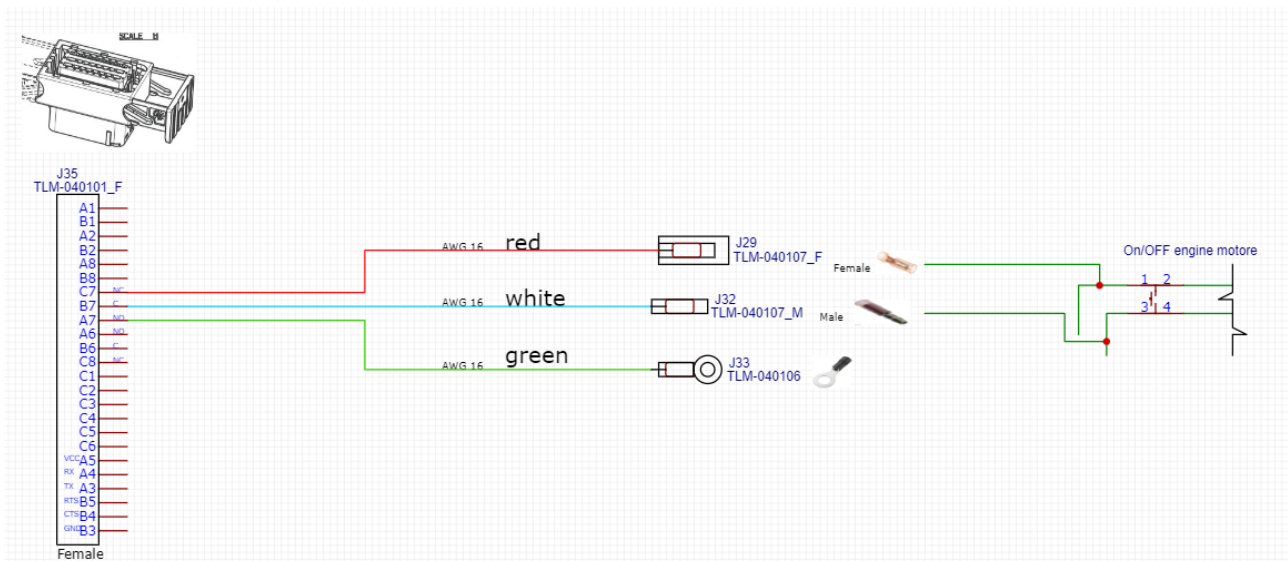 SCALE B
J35
TLM-040101_F
A1
B1
A2
B2
A8
B8
C7 NC
B7 C
A7 NO
A6 NO
B6 C
C8 NC
C1
C2
C3
C4
C5
C6
VCC A5
RX A4
TX A3
RTS B5
CTS B4
GND B3
Female
AWG 16 red
J29
TLM-040107_F
AWG 16 white
J32
TLM-040107_M
AWG 16 green
J33
TLM-040106
Female
Male
On/OFF engine motore
1 2
3 4